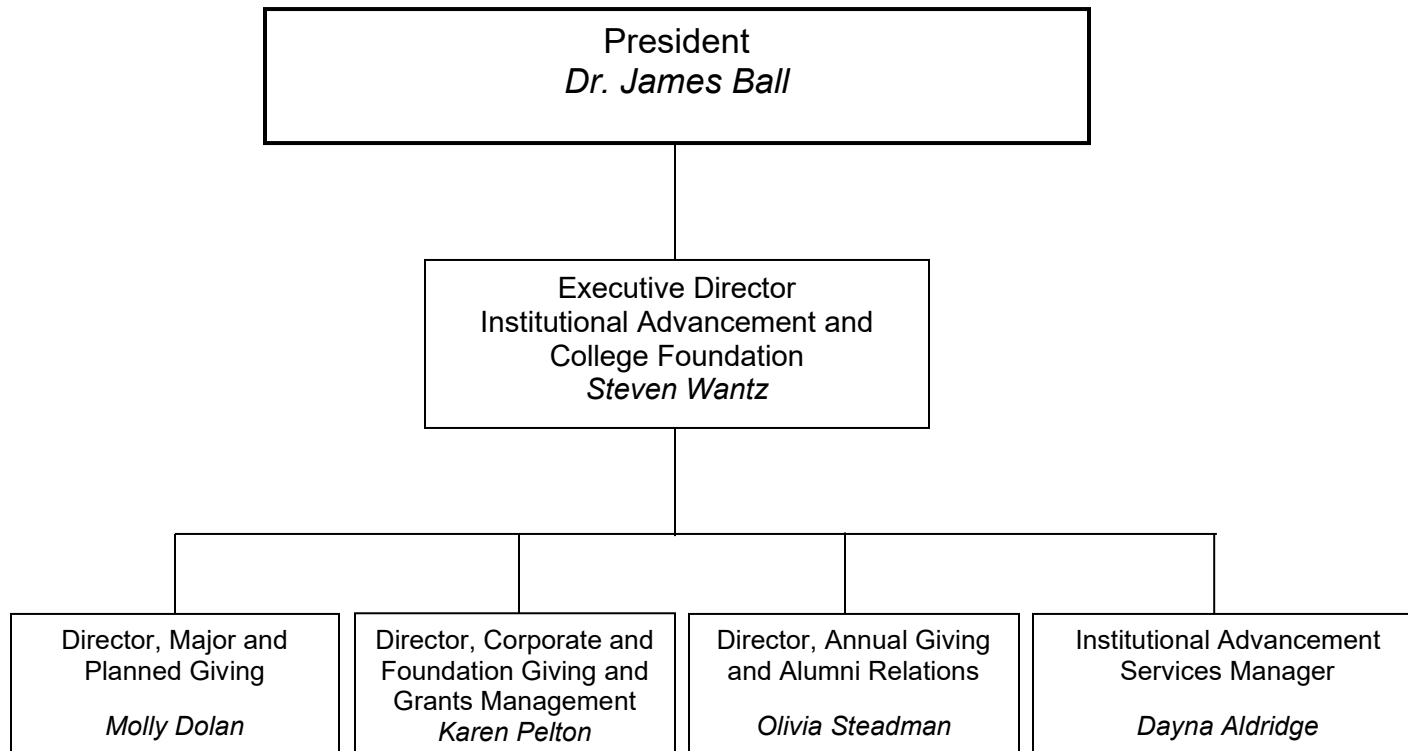 President
Dr. James Ball
Executive Director
Institutional Advancement and
College Foundation
Steven Wantz
Director, Major and
Planned Giving
Molly Dolan
Director, Corporate and
Foundation Giving and
Grants Management
Karen Pelton
Director, Annual Giving
and Alumni Relations
Olivia Steadman
Institutional Advancement
Services Manager
Dayna Aldridge